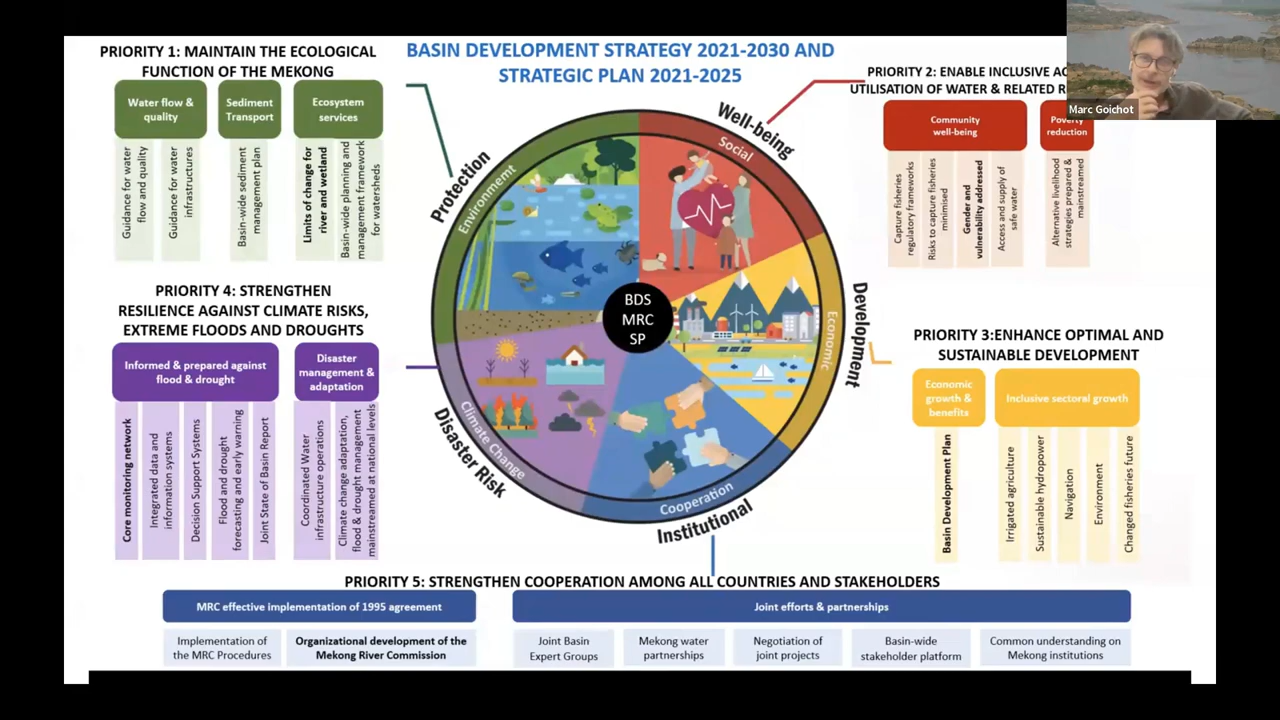 BASIN DEVELOPMENT STRATEGY 2021-2030 AND
STRATEGIC PLAN 2021-2025
Marc Goichot
PRIORITY 1: MAINTAIN THE ECOLOGICAL
FUNCTION OF THE MEKONG
Water flow &
quality
Sediment
Transport
Ecosystem
services
Guidance for water
flow and quality
Guidance for water
infrastructures
Basin-wide sediment
management plan
Limits of change for
river and wetland
Basin-wide planning and
management framework
for watersheds
PRIORITY 2: ENABLE INCLUSIVE
UTILISATION OF WATER & RELATED
Community
well-being
Poverty
reduction
Capture fisheries
regulatory frameworks
Risks to capture fisheries
minimised
Gender and
vulnerability addressed
Access and supply of
safe water
Alternative livelihood
strategies prepared &
mainstreamed
Protection
Environment
Well-being
Social
Development
Economic
BDS
MRC
SP
Disaster Risk
Climate Change
Cooperation
Institutional
PRIORITY 4: STRENGTHEN
RESILIENCE AGAINST CLIMATE RISKS,
EXTREME FLOODS AND DROUGHTS
Informed & prepared against
flood & drought
Disaster
management &
adaptation
Core monitoring network
Integrated data and
information systems
Decision Support Systems
Flood and drought
forecasting and early warning
Joint State of Basin Report
Coordinated Water
infrastructure operations
Climate change adaptation,
flood & drought management
mainstreamed at national levels
PRIORITY 3:ENHANCE OPTIMAL AND
SUSTAINABLE DEVELOPMENT
Economic
growth &
benefits
Inclusive sectoral growth
Basin Development Plan
Irrigated agriculture
Sustainable hydropower
Navigation
Environment
Changed fisheries future
PRIORITY 5: STRENGTHEN COOPERATION AMONG ALL COUNTRIES AND STAKEHOLDERS
MRC effective implementation of 1995 agreement
Joint efforts & partnerships
Implementation of
the MRC Procedures
Organizational development of the
Mekong River Commission
Joint Basin
Expert Groups
Mekong water
partnerships
Negotiation of
joint projects
Basin-wide
stakeholder platform
Common understanding on
Mekong institutions